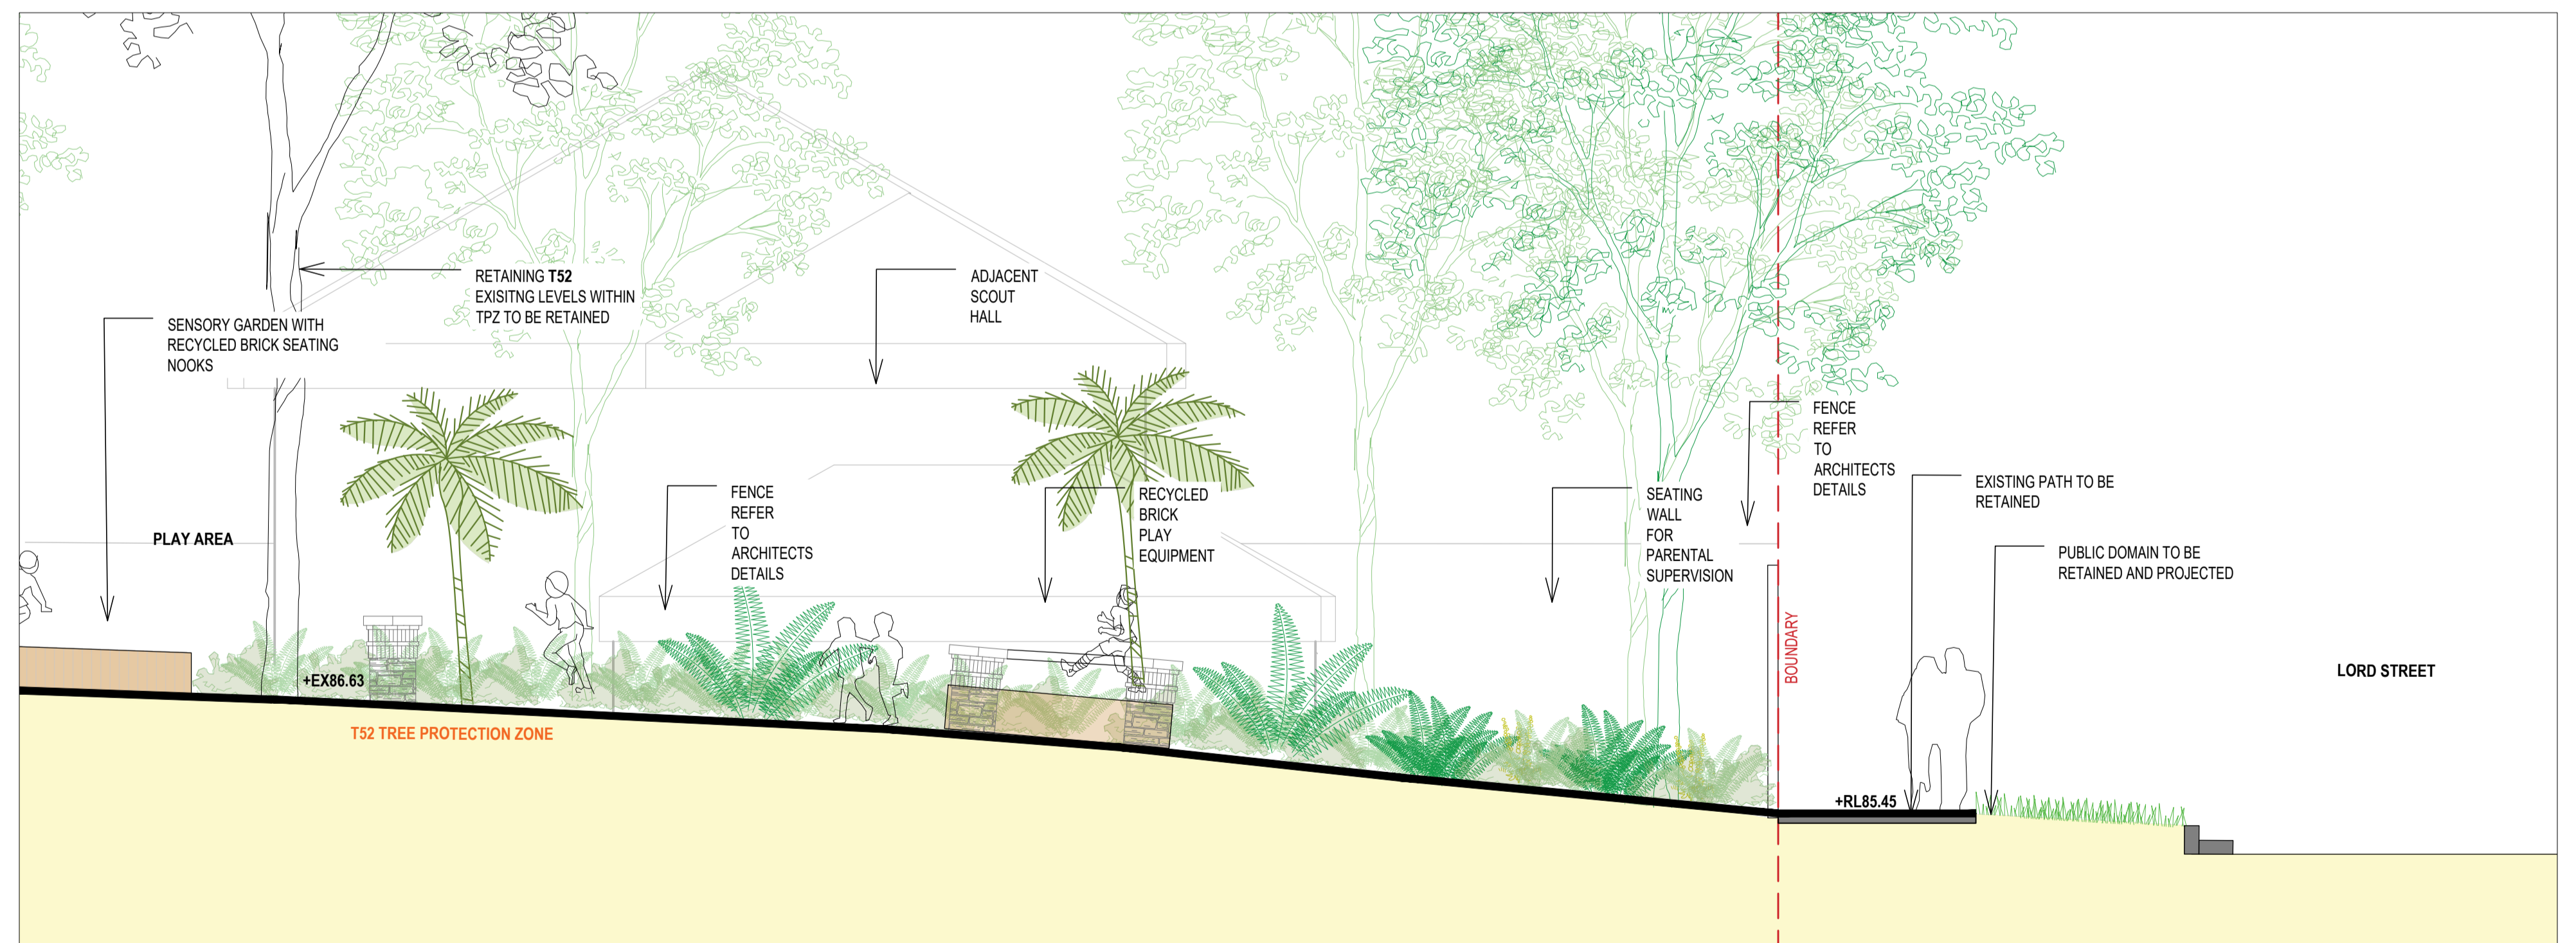 RETAINING T52
EXISITNG LEVELS WITHIN
TPZ TO BE RETAINED
ADJACENT
SCOUT
HALL
SENSORY GARDEN WITH
RECYCLED BRICK SEATING
NOOKS
FENCE
REFER
TO
ARCHITECTS
DETAILS
EXISTING PATH TO BE
RETAINED
FENCE
REFER
TO
ARCHITECTS
DETAILS
RECYCLED
BRICK
PLAY
EQUIPMENT
SEATING
WALL
FOR
PARENTAL
SUPERVISION
PLAY AREA
PUBLIC DOMAIN TO BE
RETAINED AND PROJECTED
BOUNDARY
LORD STREET
+EX86.63
T52 TREE PROTECTION ZONE
+RL85.45